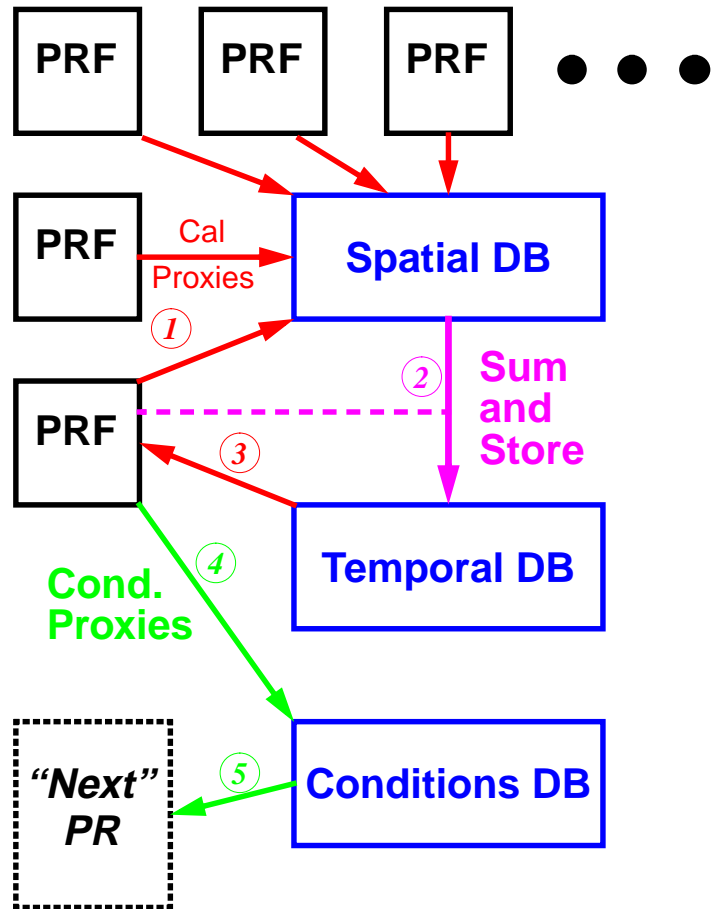 PRF
PRF
PRF
PRF
Cal
Proxies
Spatial DB
1
2
Sum
and
Store
PRF
3
Temporal DB
4
Cond.
Proxies
“Next”
PR
5
Conditions DB